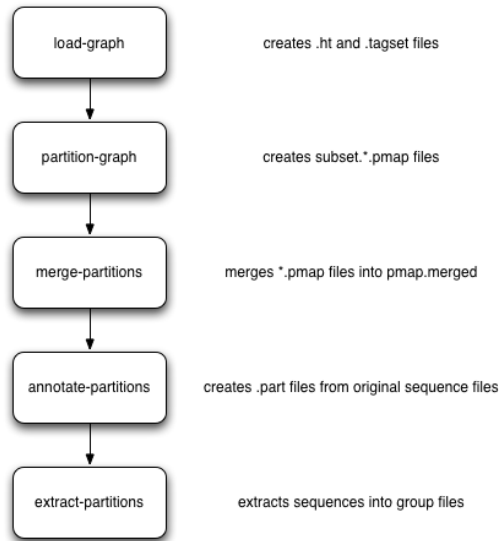 load-graph creates .ht and .tagset files
partition-graph creates subset.*.pmap files
merge-partitions merges *.pmap files into pmap.merged
annotate-partitions creates .part files from original sequence files
extract-partitions extracts sequences into group files